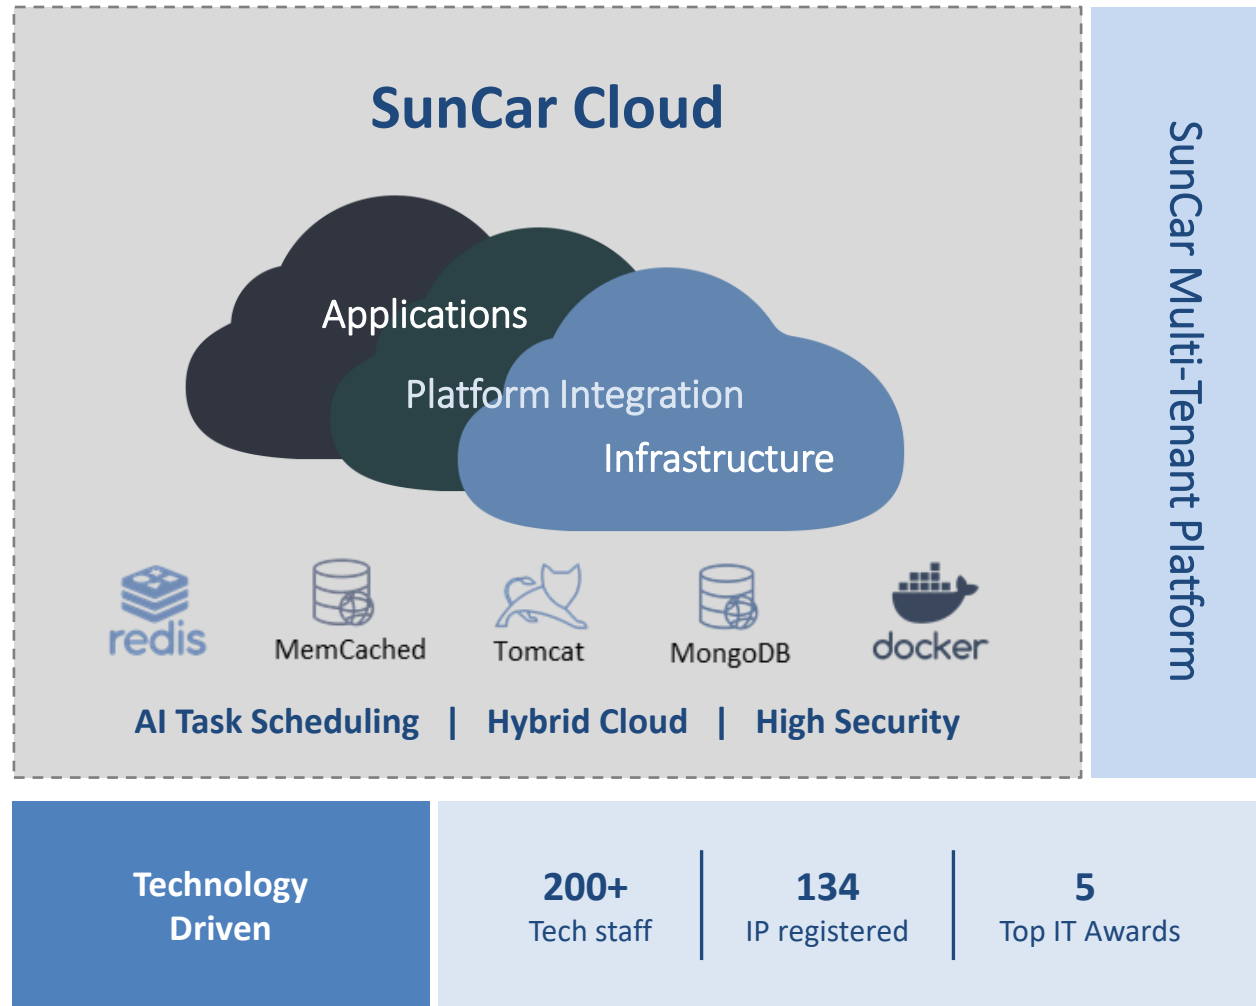 SunCar Cloud
Applications
Platform Integration
Infrastructure
redis
MemCached
Tomcat
MongoDB
docker
AI Task Scheduling | Hybrid Cloud | High Security
SunCar Multi-Tenant Platform
Technology
Driven
200+
Tech staff
134
IP registered
5
Top IT Awards